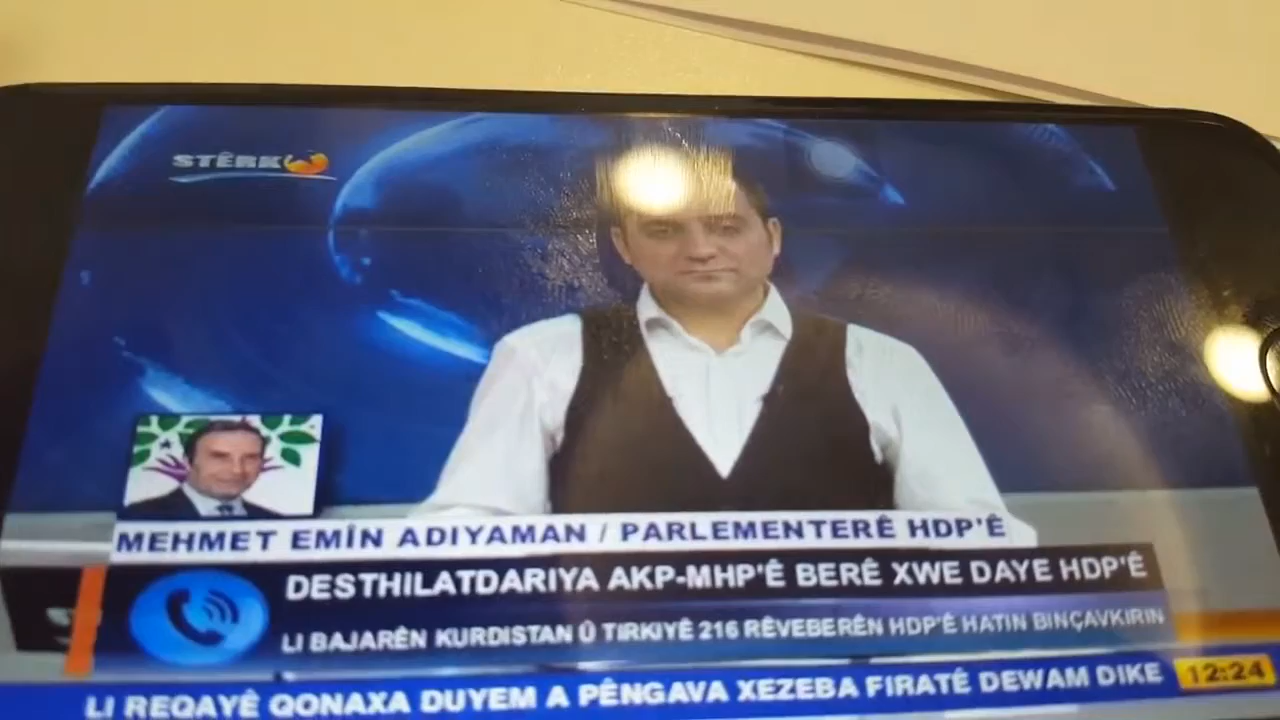 STÊRK
MEHMET EMÎN ADIYAMAN / PARLEMENTERÊ HDP'Ê
DESTHILATDARIYA AKP-MHP'Ê BERÊ XWE DAYE HDP'Ê
LI BAJARÊN KURDISTAN Û TIRKIYÊ 216 RÊVEBERÊN HDP'Ê HATIN BINÇAVKIRIN
LI REQAYÊ QONAXA DUYEM A PÊNGAVA XEZEBA FIRATÊ DEWAM DIKE 12:24